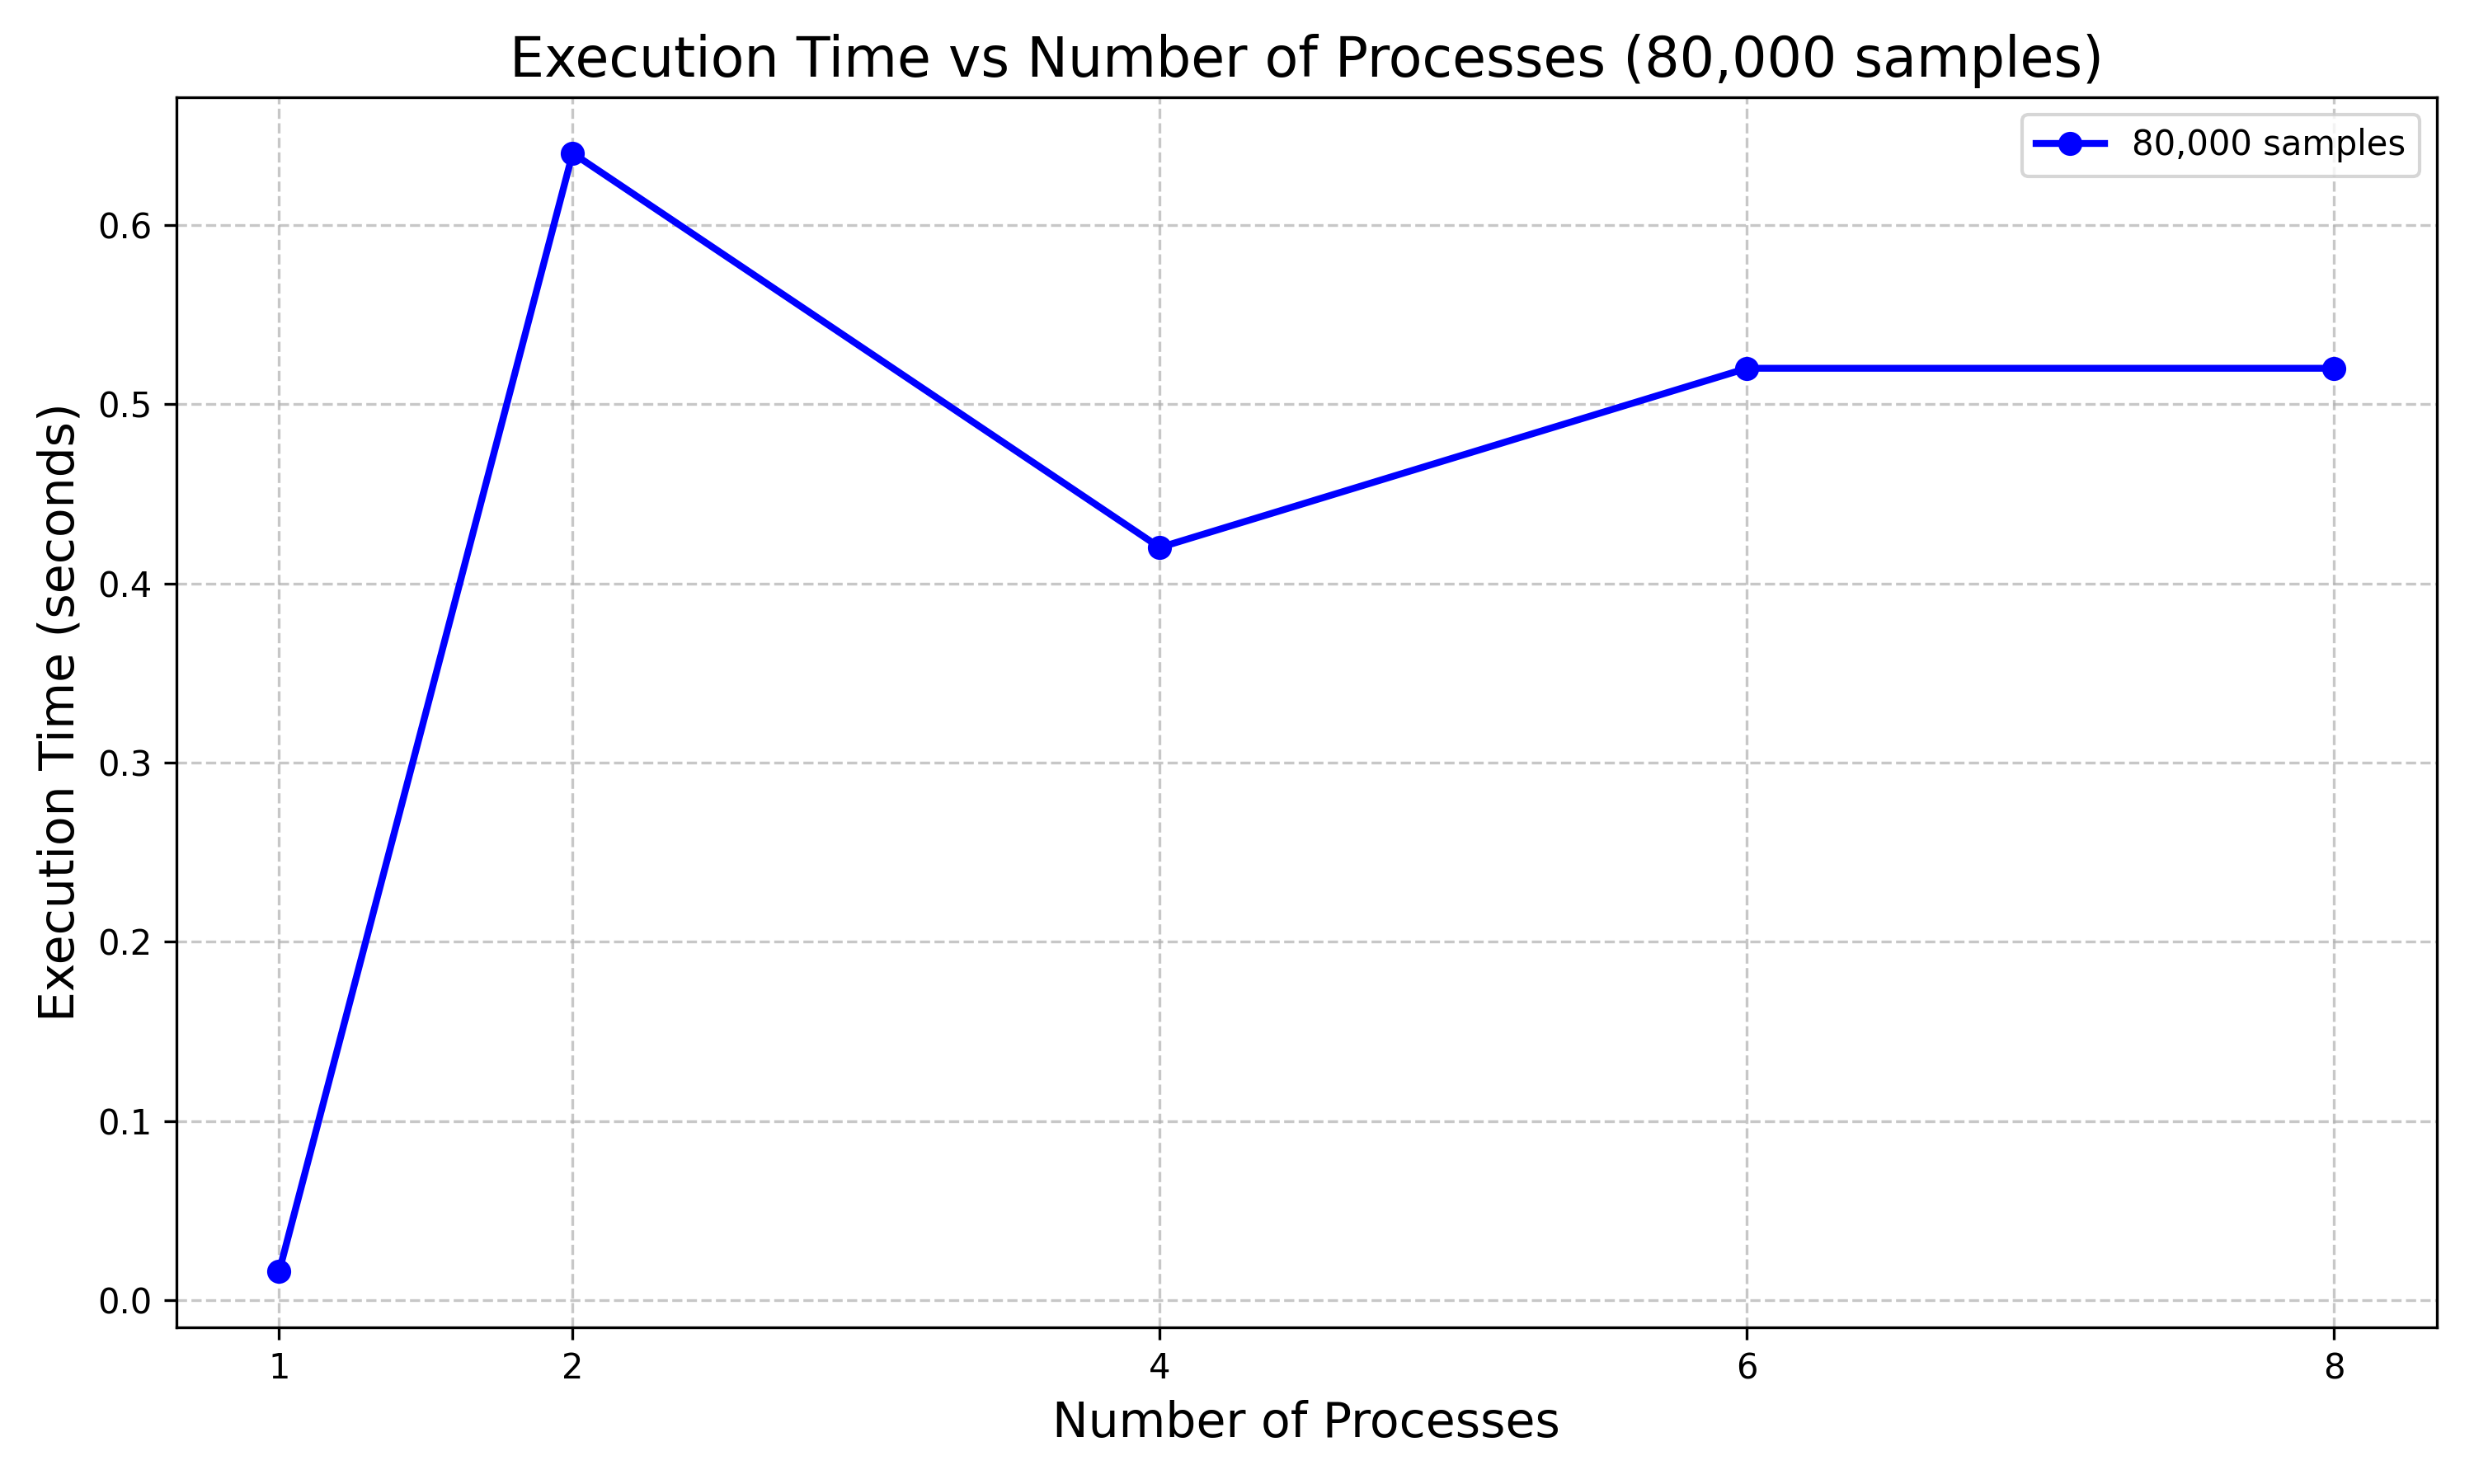 Execution Time vs Number of Processes (80,000 samples)
80,000 samples
Execution Time (seconds)
0.6
0.5
0.4
0.3
0.2
0.1
0.0
1 2 4 6 8
Number of Processes